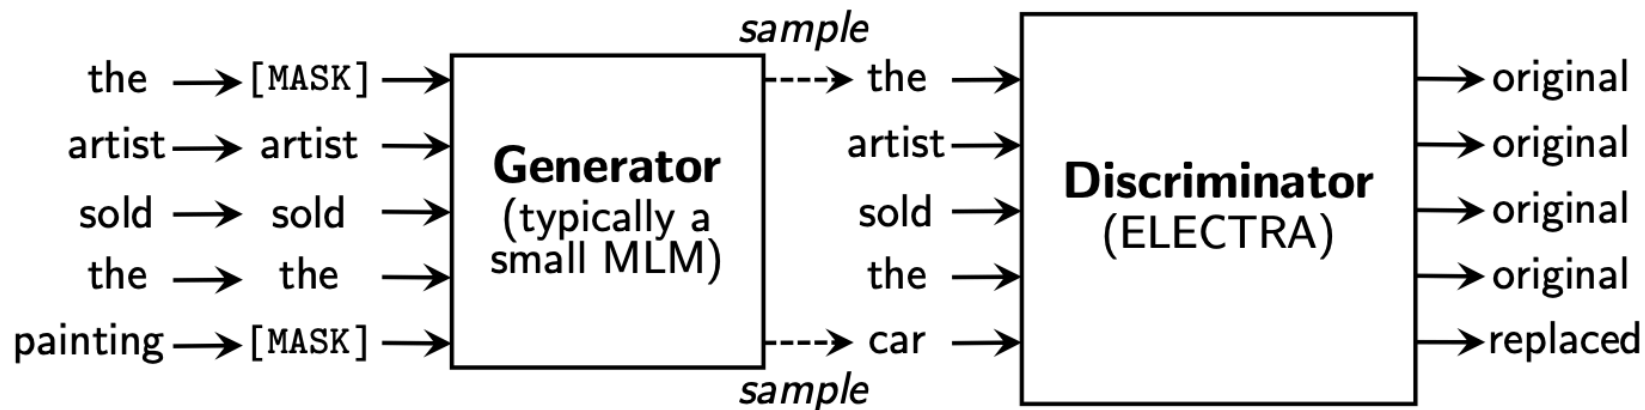 sample
the [MASK] the original
artist artist artist original
Generator Discriminator
sold (typically a sold (ELECTRA) original
sold
small MLM)
the the the original
painting [MASK] car replaced
sample